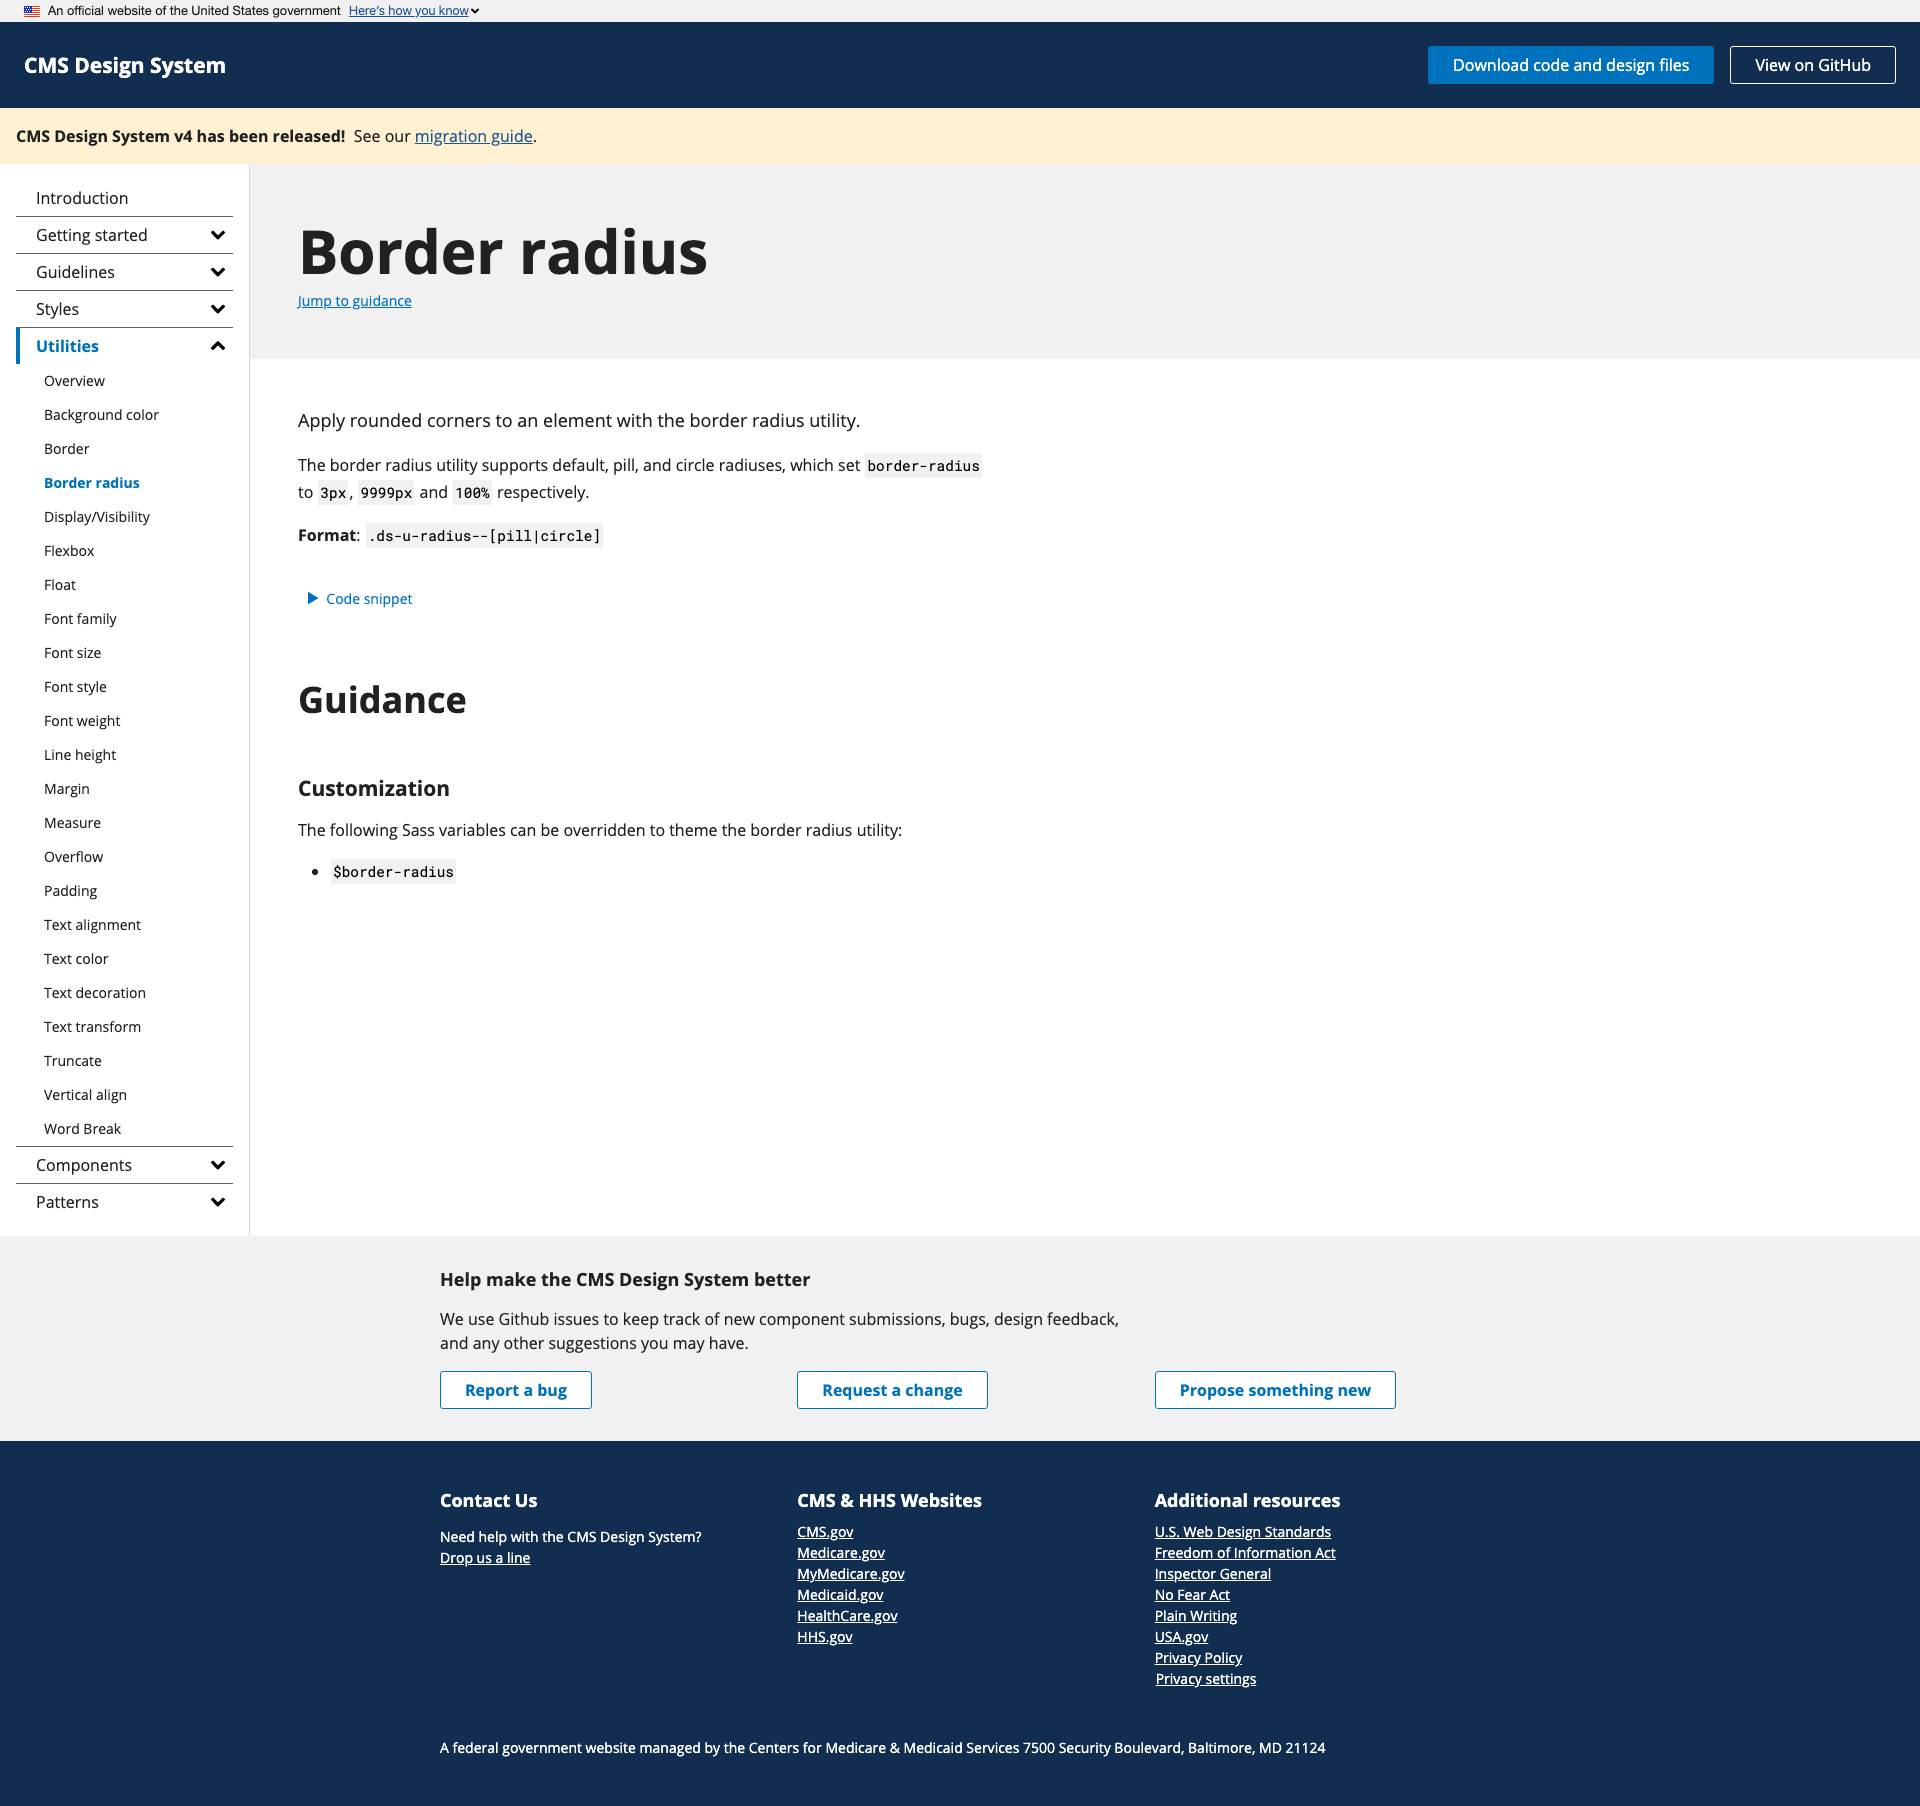 An official website of the United States government Here's how you know
CMS Design System
Download code and design files
View on GitHub
CMS Design System v4 has been released! See our migration guide.
Introduction
Getting started
Guidelines
Styles
Utilities
Overview
Background color
Border
Border radius
Display/Visibility
Flexbox
Float
Font family
Font size
Font style
Font weight
Line height
Margin
Measure
Overflow
Padding
Text alignment
Text color
Text decoration
Text transform
Truncate
Vertical align
Word Break
Components
Patterns
Border radius
Jump to guidance
Apply rounded corners to an element with the border radius utility.
The border radius utility supports default, pill, and circle radiuses, which set border-radius
to 3px, 9999px and 100% respectively.
Format: .ds-u-radius--[pill|circle]
Code snippet
Guidance
Customization
The following Sass variables can be overridden to theme the border radius utility:
$border-radius
Help make the CMS Design System better
We use Github issues to keep track of new component submissions, bugs, design feedback,
and any other suggestions you may have.
Report a bug
Request a change
Propose something new
Contact Us
Need help with the CMS Design System?
Drop us a line
CMS & HHS Websites
CMS.gov
Medicare.gov
MyMedicare.gov
Medicaid.gov
HealthCare.gov
HHS.gov
Additional resources
U.S. Web Design Standards
Freedom of Information Act
Inspector General
No Fear Act
Plain Writing
USA.gov
Privacy Policy
Privacy settings
A federal government website managed by the Centers for Medicare & Medicaid Services 7500 Security Boulevard, Baltimore, MD 21124